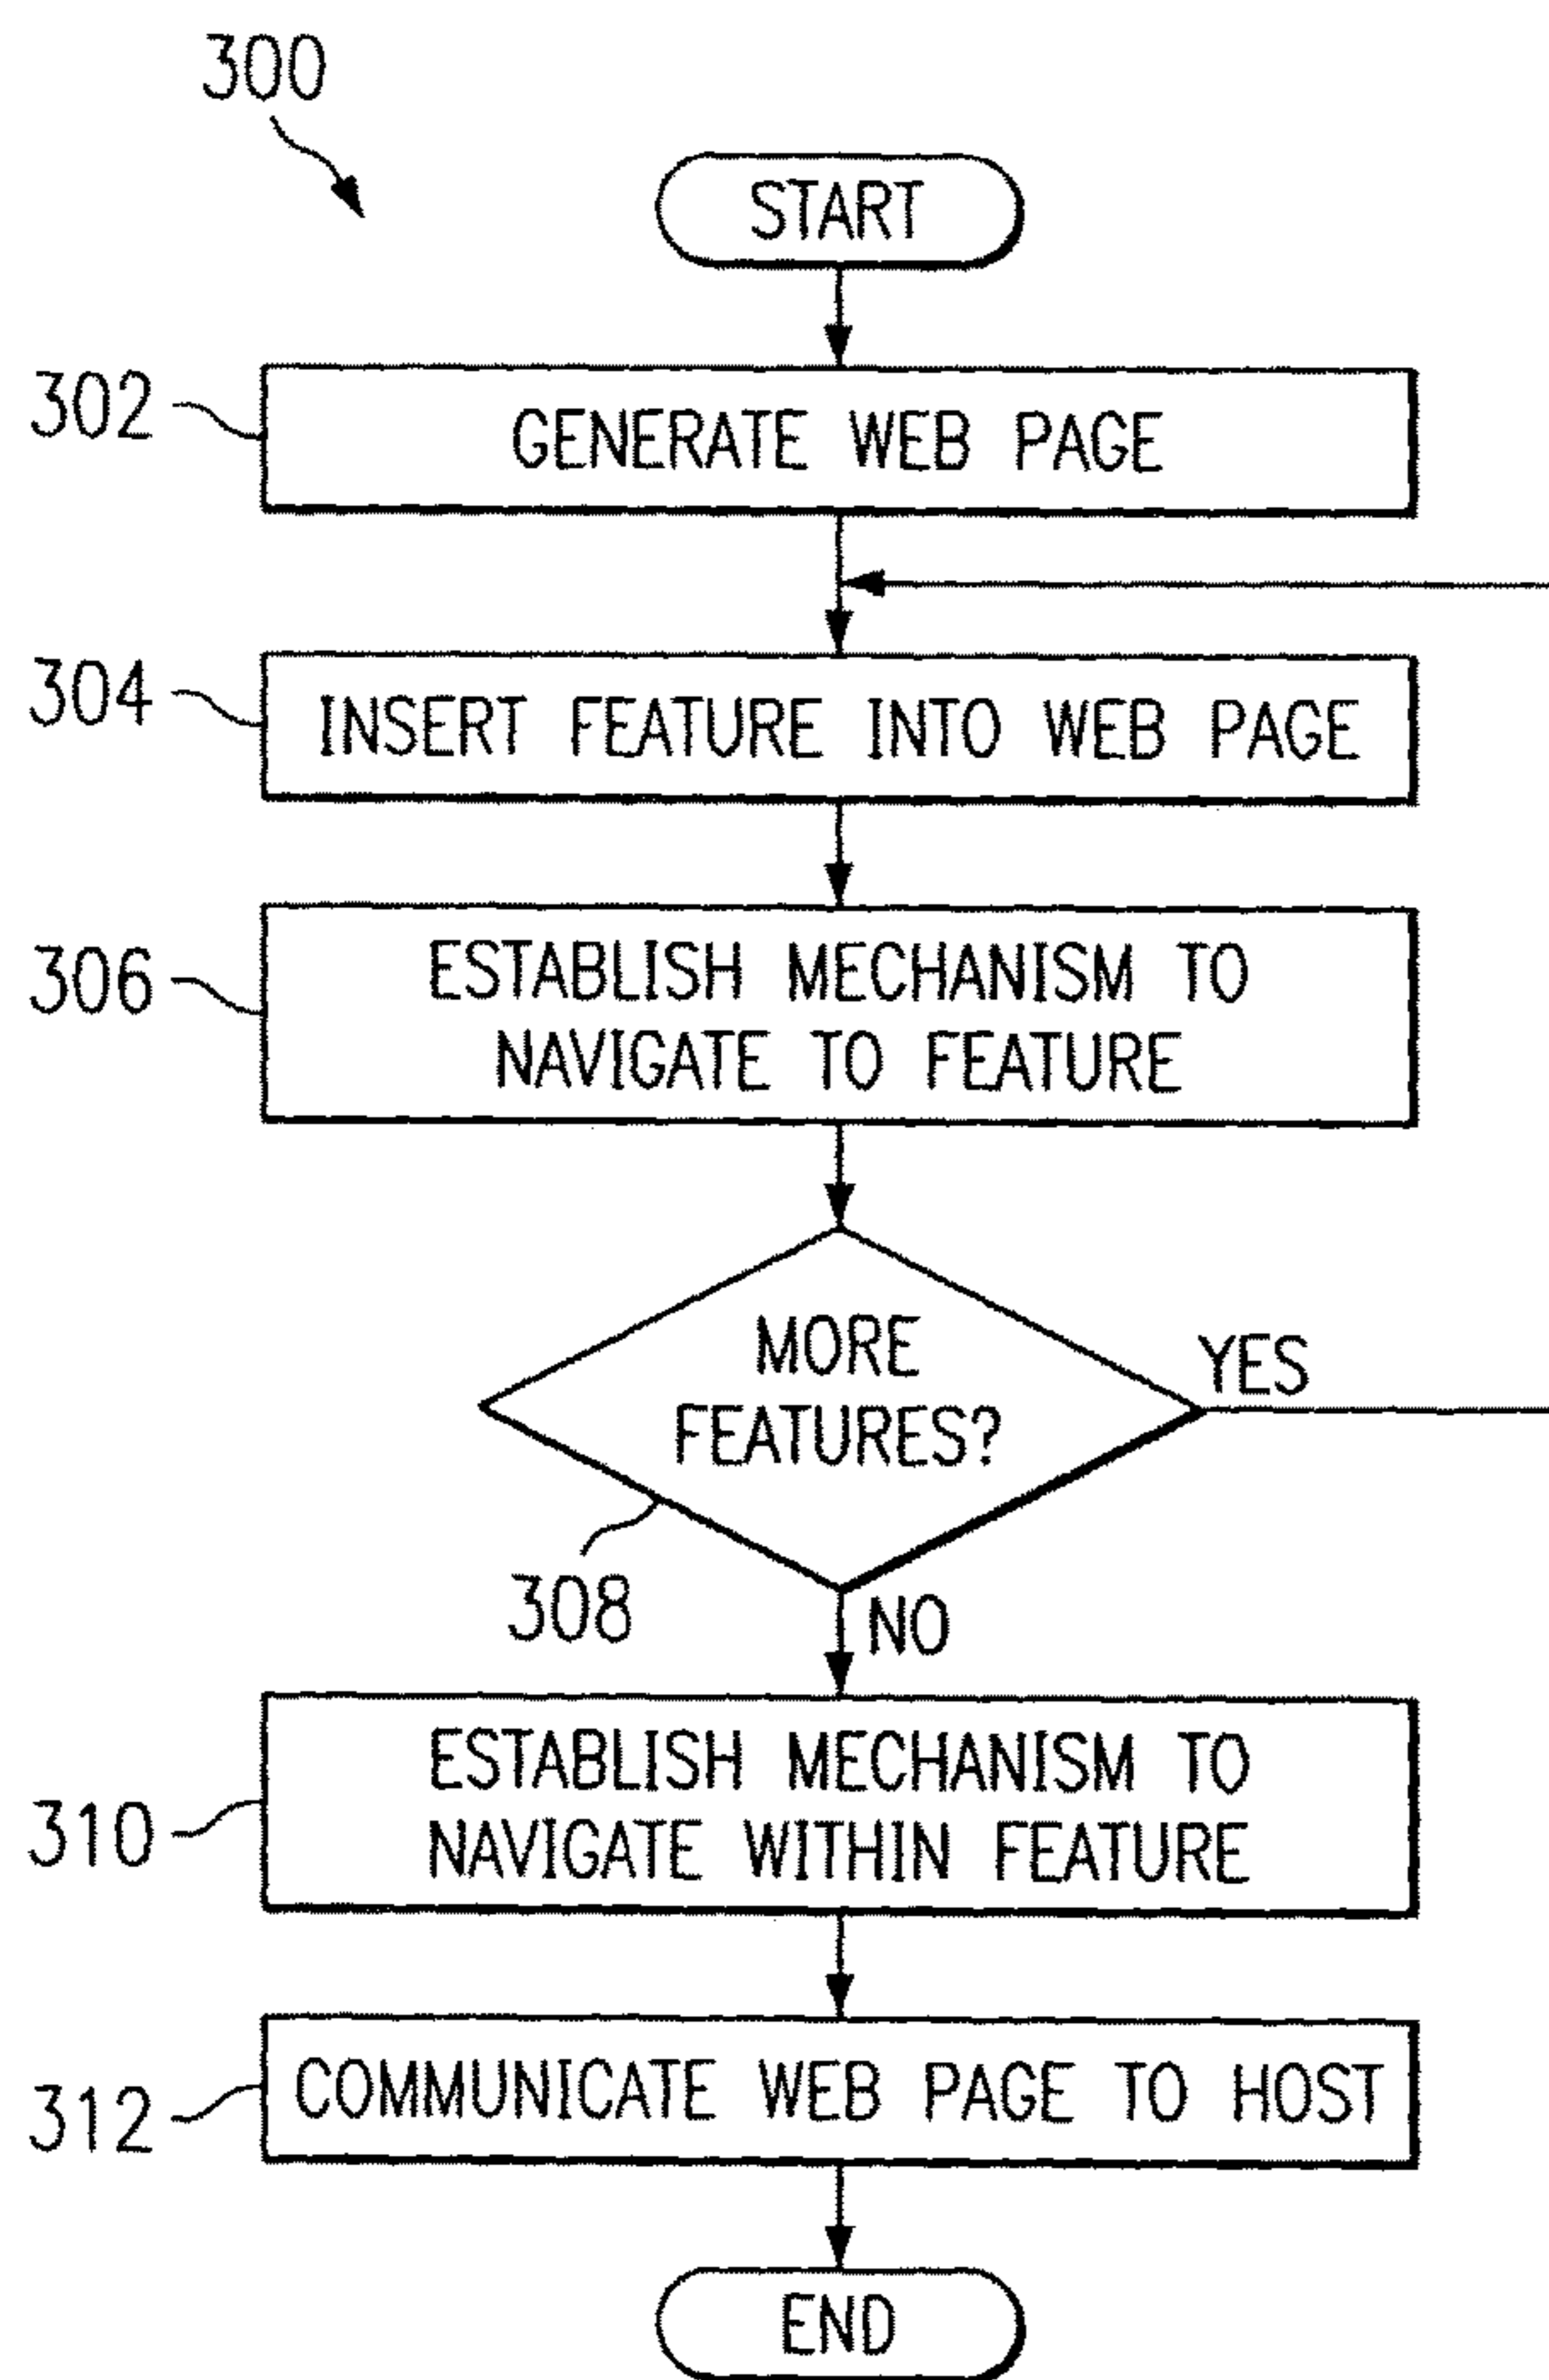 300
START
302
GENERATE WEB PAGE
304
INSERT FEATURE INTO WEB PAGE
306
ESTABLISH MECHANISM TO
NAVIGATE TO FEATURE
MORE
FEATURES?
YES
308
NO
310
ESTABLISH MECHANISM TO
NAVIGATE WITHIN FEATURE
312
COMMUNICATE WEB PAGE TO HOST
END